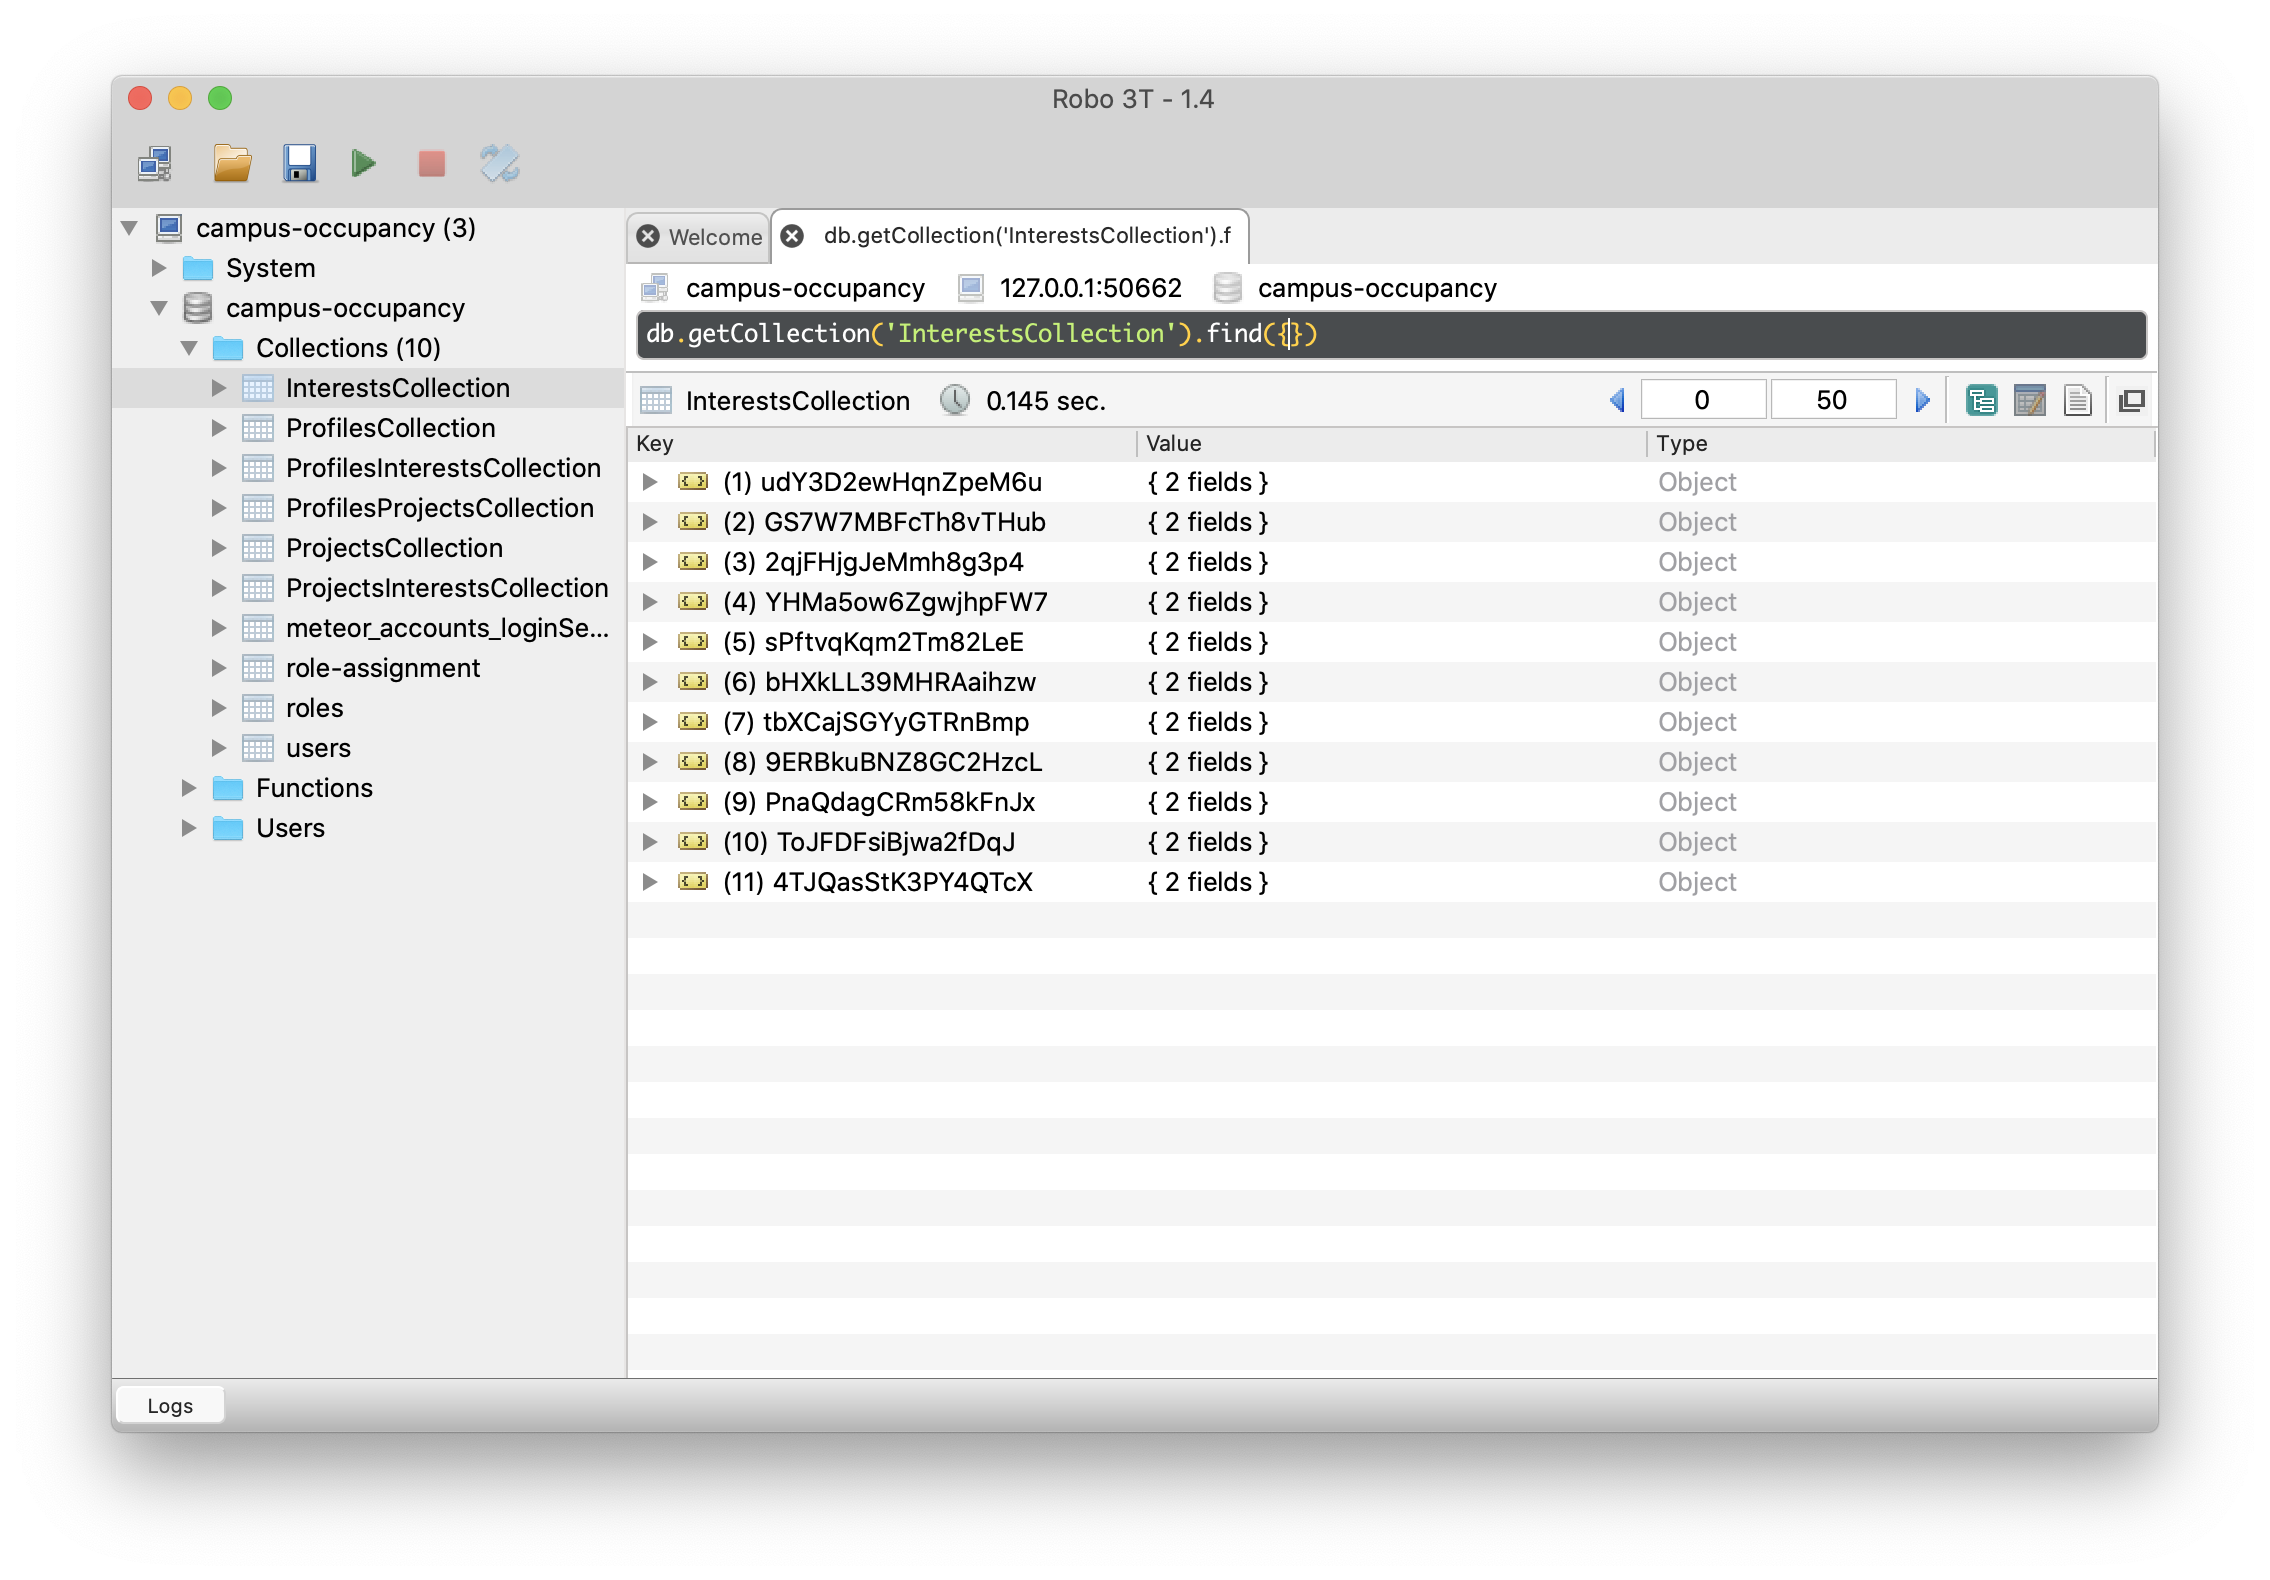 Robo 3T - 1.4
campus-occupancy (3)
System
campus-occupancy
Collections (10)
InterestsCollection
ProfilesCollection
ProfilesInterestsCollection
ProfilesProjectsCollection
ProjectsCollection
ProjectsInterestsCollection
meteor_accounts_loginSe...
role-assignment
roles
users
Functions
Users
Welcome db.getCollection('InterestsCollection').f
campus-occupancy 127.0.0.1:50662 campus-occupancy
db.getCollection('InterestsCollection').find({})
InterestsCollection 0.145 sec. 0 50
Key Value Type
(1) udY3D2ewHqnZpeM6u { 2 fields } Object
(2) GS7W7MBFcTh8vTHub { 2 fields } Object
(3) 2qjFHjgJeMmh8g3p4 { 2 fields } Object
(4) YHMa5ow6ZgwjhpFW7 { 2 fields } Object
(5) sPftvqKqm2Tm82LeE { 2 fields } Object
(6) bHXkLL39MHRAaihzw { 2 fields } Object
(7) tbXCajSGYyGTRnBmp { 2 fields } Object
(8) 9ERBkuBNZ8GC2HzcL { 2 fields } Object
(9) PnaQdagCRm58kFnJx { 2 fields } Object
(10) ToJFDFsiBjwa2fDqJ { 2 fields } Object
(11) 4TJQasStK3PY4QTcX { 2 fields } Object
Logs